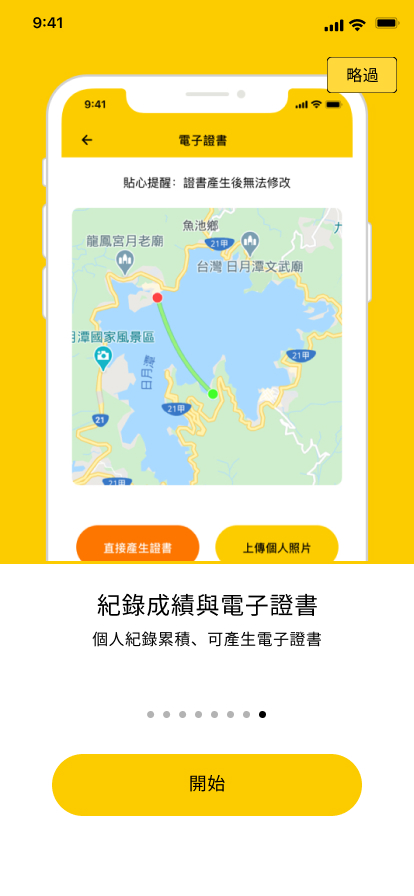 9:41
略過
9:41
電子證書
貼心提醒：證書產生後無法修改
魚池鄉
龍鳳宮月老廟
21甲
台灣 日月潭文武廟
月潭國家風景區
21甲
日月潭
21甲
21
21甲
直接產生證書
上傳個人照片
紀錄成績與電子證書
個人紀錄累積、可產生電子證書
開始